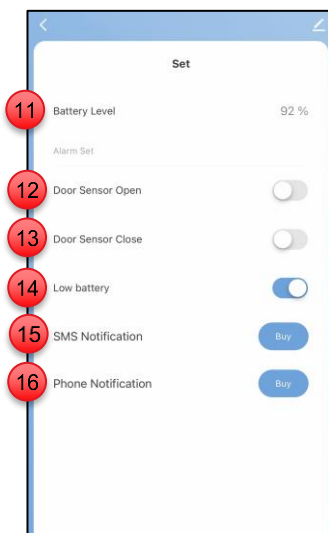 Set
11 Battery Level 92 %
Alarm Set
12 Door Sensor Open
13 Door Sensor Close
14 Low battery
15 SMS Notification Buy
16 Phone Notification Buy